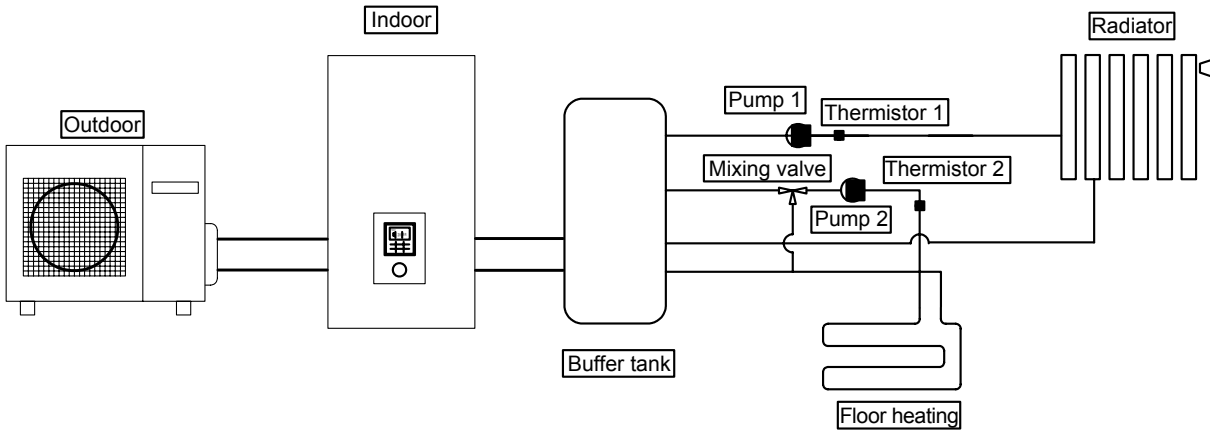 Indoor
Radiator
Outdoor
Pump 1
Thermistor 1
Mixing valve
Thermistor 2
Pump 2
Buffer tank
Floor heating